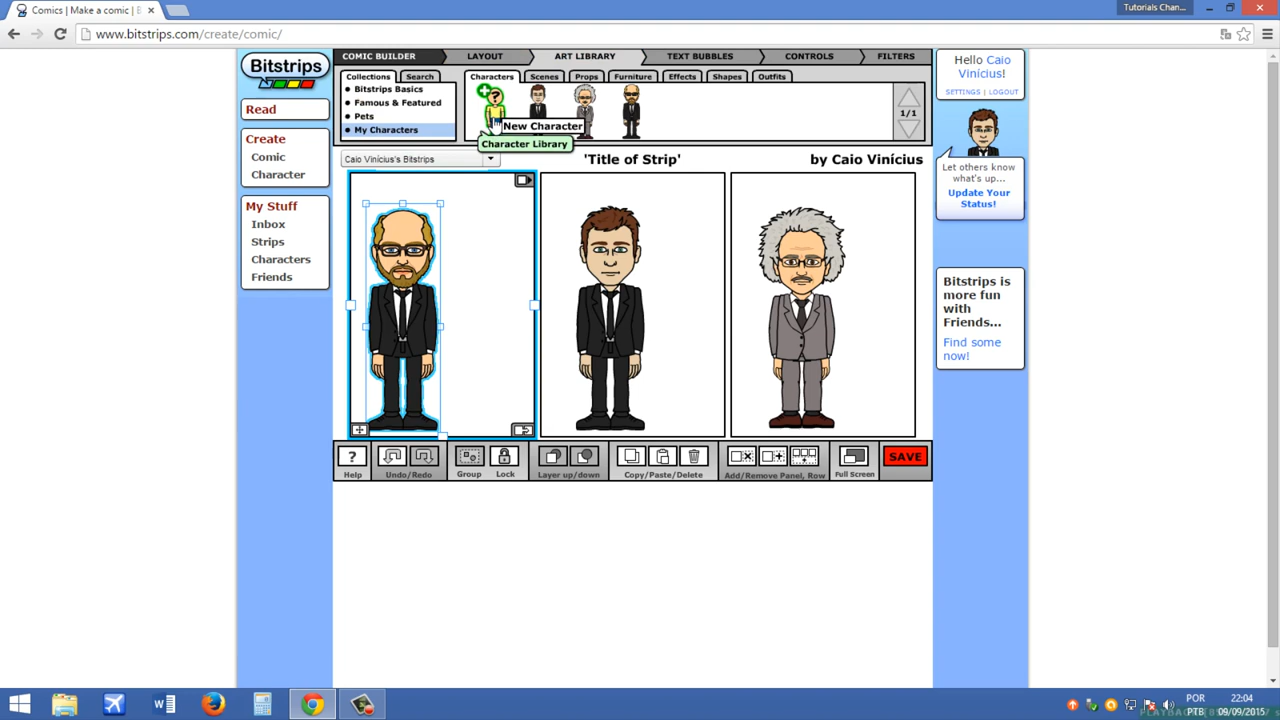 Comics | Make a comic | b
Tutorials Chan...
www.bitstrips.com/create/comic/
Bitstrips
Read
Create
Comic
Character
My Stuff
Inbox
Strips
Characters
Friends
COMIC BUILDER
LAYOUT
ART LIBRARY
TEXT BUBBLES
CONTROLS
FILTERS
Collections
Search
Characters
Scenes
Props
Furniture
Effects
Shapes
Outfits
Bitstrips Basics
Famous & Featured
Pets
My Characters
New Character
Character Library
1/1
Caio Vinícius's Bitstrips
'Title of Strip'
by Caio Vinícius
Help
Undo/Redo
Group
Lock
Layer up/down
Copy/Paste/Delete
Add/Remove Panel, Row
Full Screen
SAVE
Hello Caio
Vinícius!
SETTINGS | LOGOUT
Let others know
what's up...
Update Your
Status!
Bitstrips is
more fun
with
Friends...
Find some
now!
POR
PTB
22:04
09/09/2015